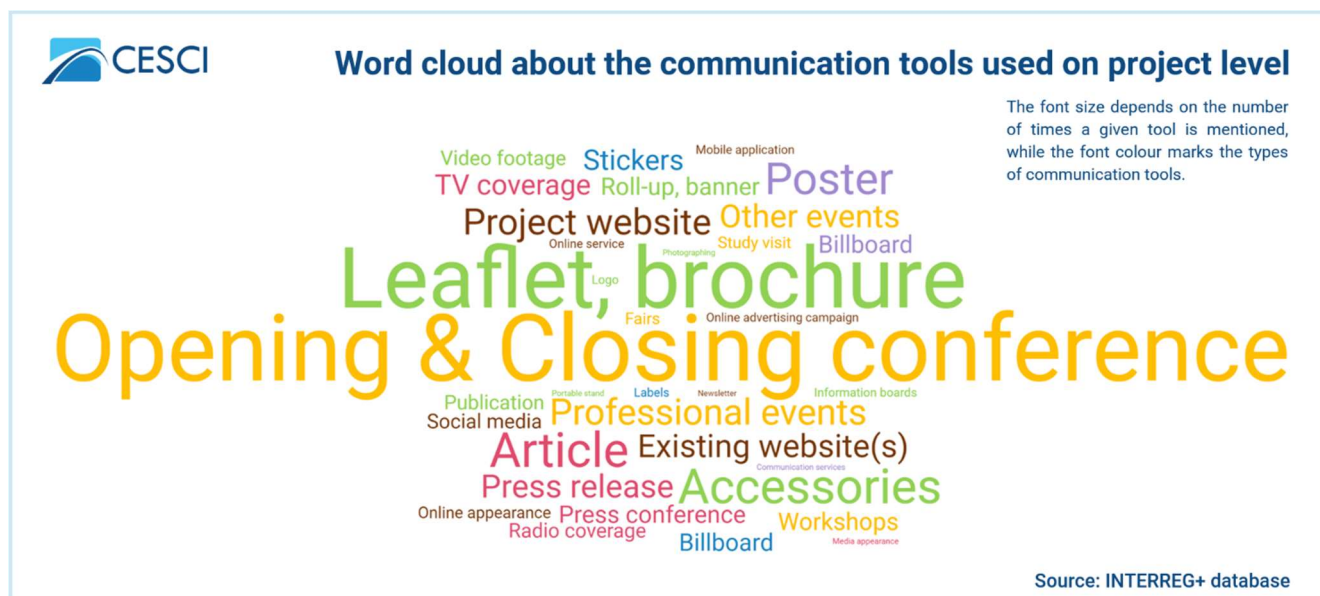 CESCI
Word cloud about the communication tools used on project level
The font size depends on the number
of times a given tool is mentioned,
while the font colour marks the types
of communication tools.
Video footage Stickers Mobile application
TV coverage Roll-up, banner Poster
Project website Other events
Online service Study visit Billboard
Photographing
Leaflet, brochure
Logo
Fairs Online advertising campaign
Opening & Closing conference
Portable stand Labels Newsletter Information boards
Publication Professional events
Social media
Article Existing website(s)
Communication services
Press release Accessories
Online appearance Press conference Workshops
Radio coverage Billboard Media appearance
Source: INTERREG+ database